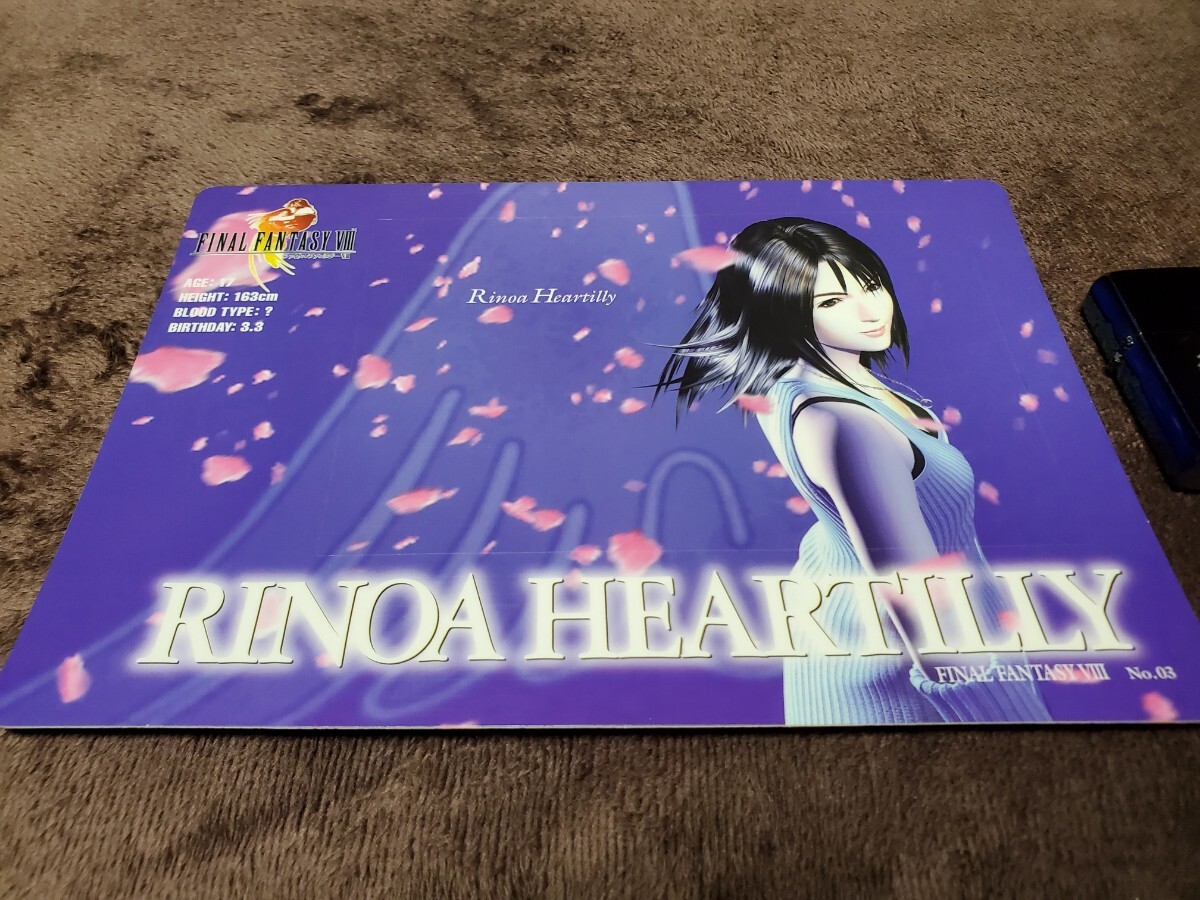 FINAL FANTASY VIII
AGE: 17
HEIGHT: 163cm
BLOOD TYPE: ?
BIRTHDAY: 3.3
Rinoa Heartilly
RINOA HEARTILLY
FINAL FANTASY VIII No.03